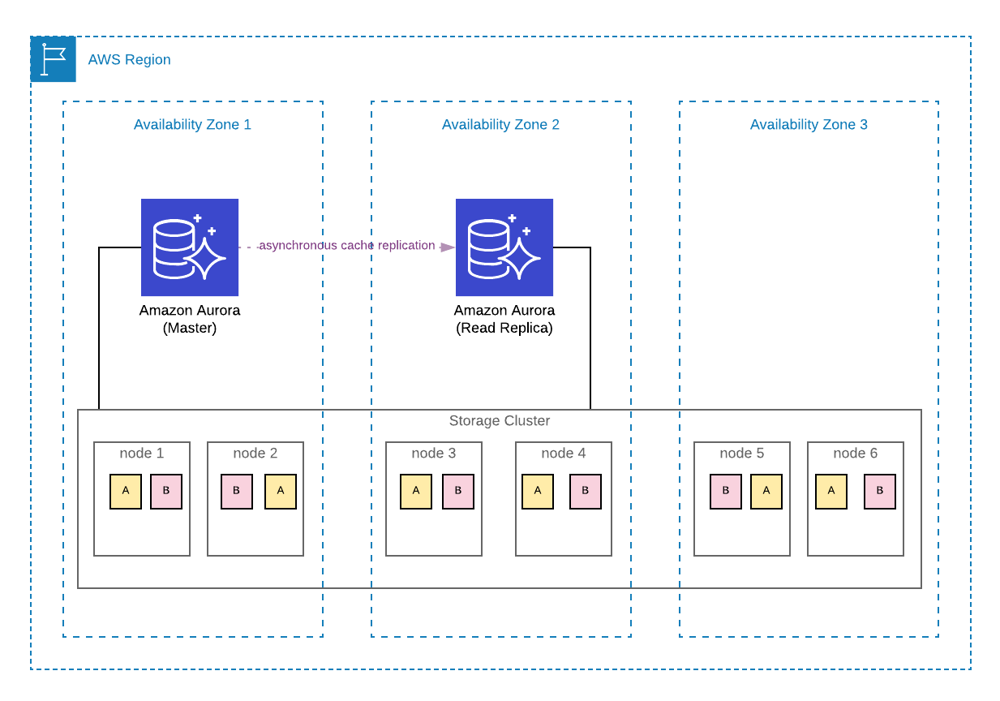 AWS Region
Availability Zone 1
Availability Zone 2
Availability Zone 3
asynchronous cache replication
Amazon Aurora
(Master)
Amazon Aurora
(Read Replica)
Storage Cluster
node 1
node 2
node 3
node 4
node 5
node 6
A
B
B
A
A
B
A
B
B
A
A
B